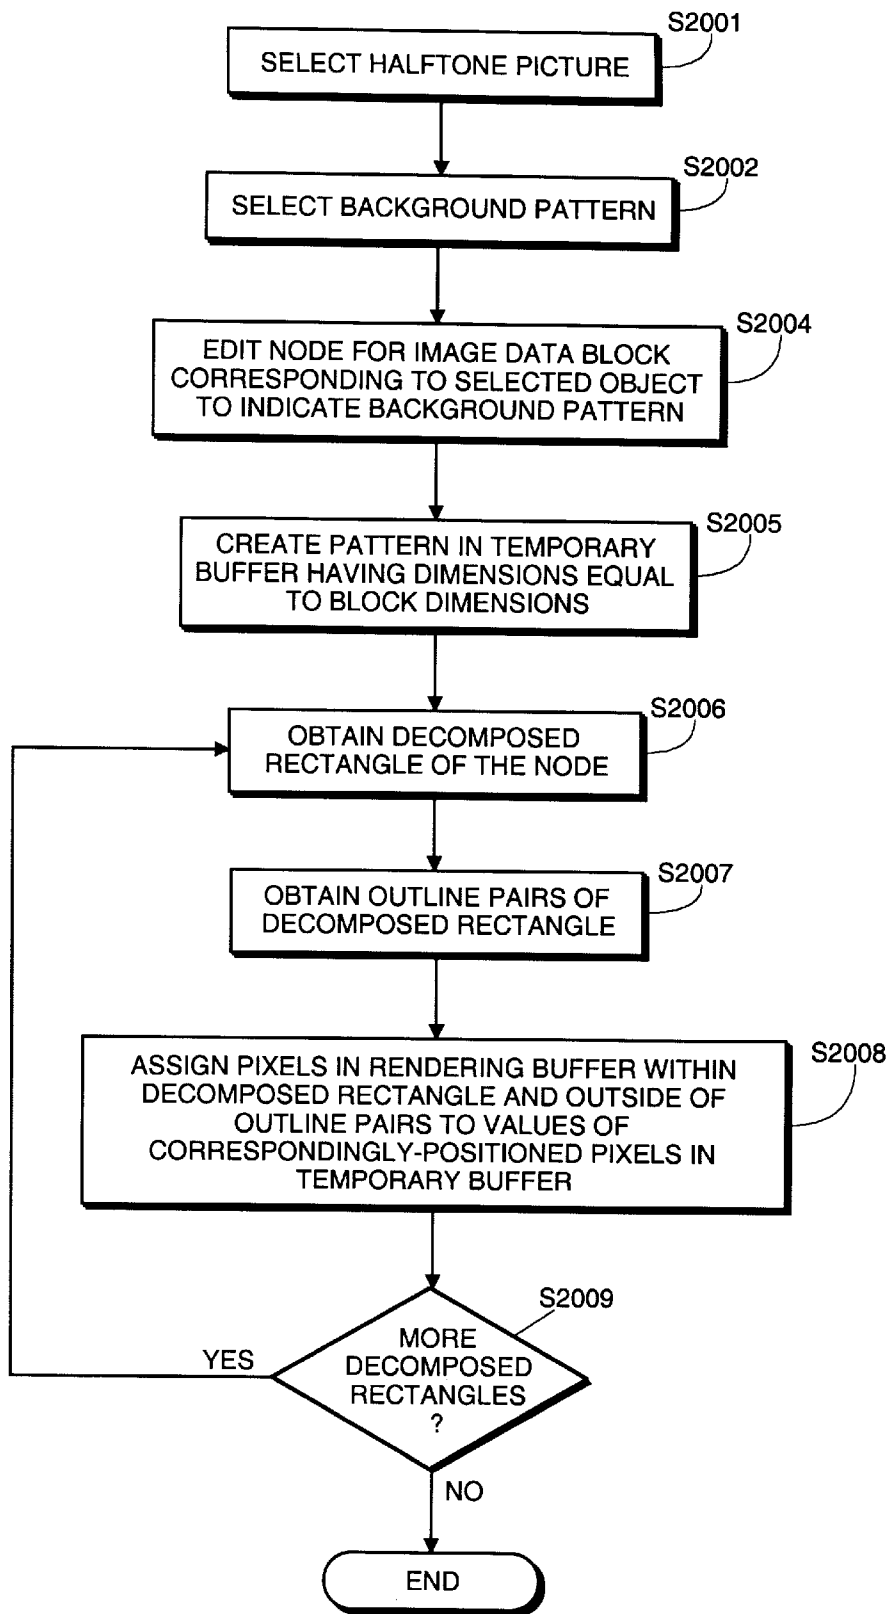 S2001
SELECT HALFTONE PICTURE
S2002
SELECT BACKGROUND PATTERN
S2004
EDIT NODE FOR IMAGE DATA BLOCK
CORRESPONDING TO SELECTED OBJECT
TO INDICATE BACKGROUND PATTERN
S2005
CREATE PATTERN IN TEMPORARY
BUFFER HAVING DIMENSIONS EQUAL
TO BLOCK DIMENSIONS
S2006
OBTAIN DECOMPOSED
RECTANGLE OF THE NODE
S2007
OBTAIN OUTLINE PAIRS OF
DECOMPOSED RECTANGLE
S2008
ASSIGN PIXELS IN RENDERING BUFFER WITHIN
DECOMPOSED RECTANGLE AND OUTSIDE OF
OUTLINE PAIRS TO VALUES OF
CORRESPONDINGLY-POSITIONED PIXELS IN
TEMPORARY BUFFER
S2009
MORE
DECOMPOSED
RECTANGLES
?
YES
NO
END